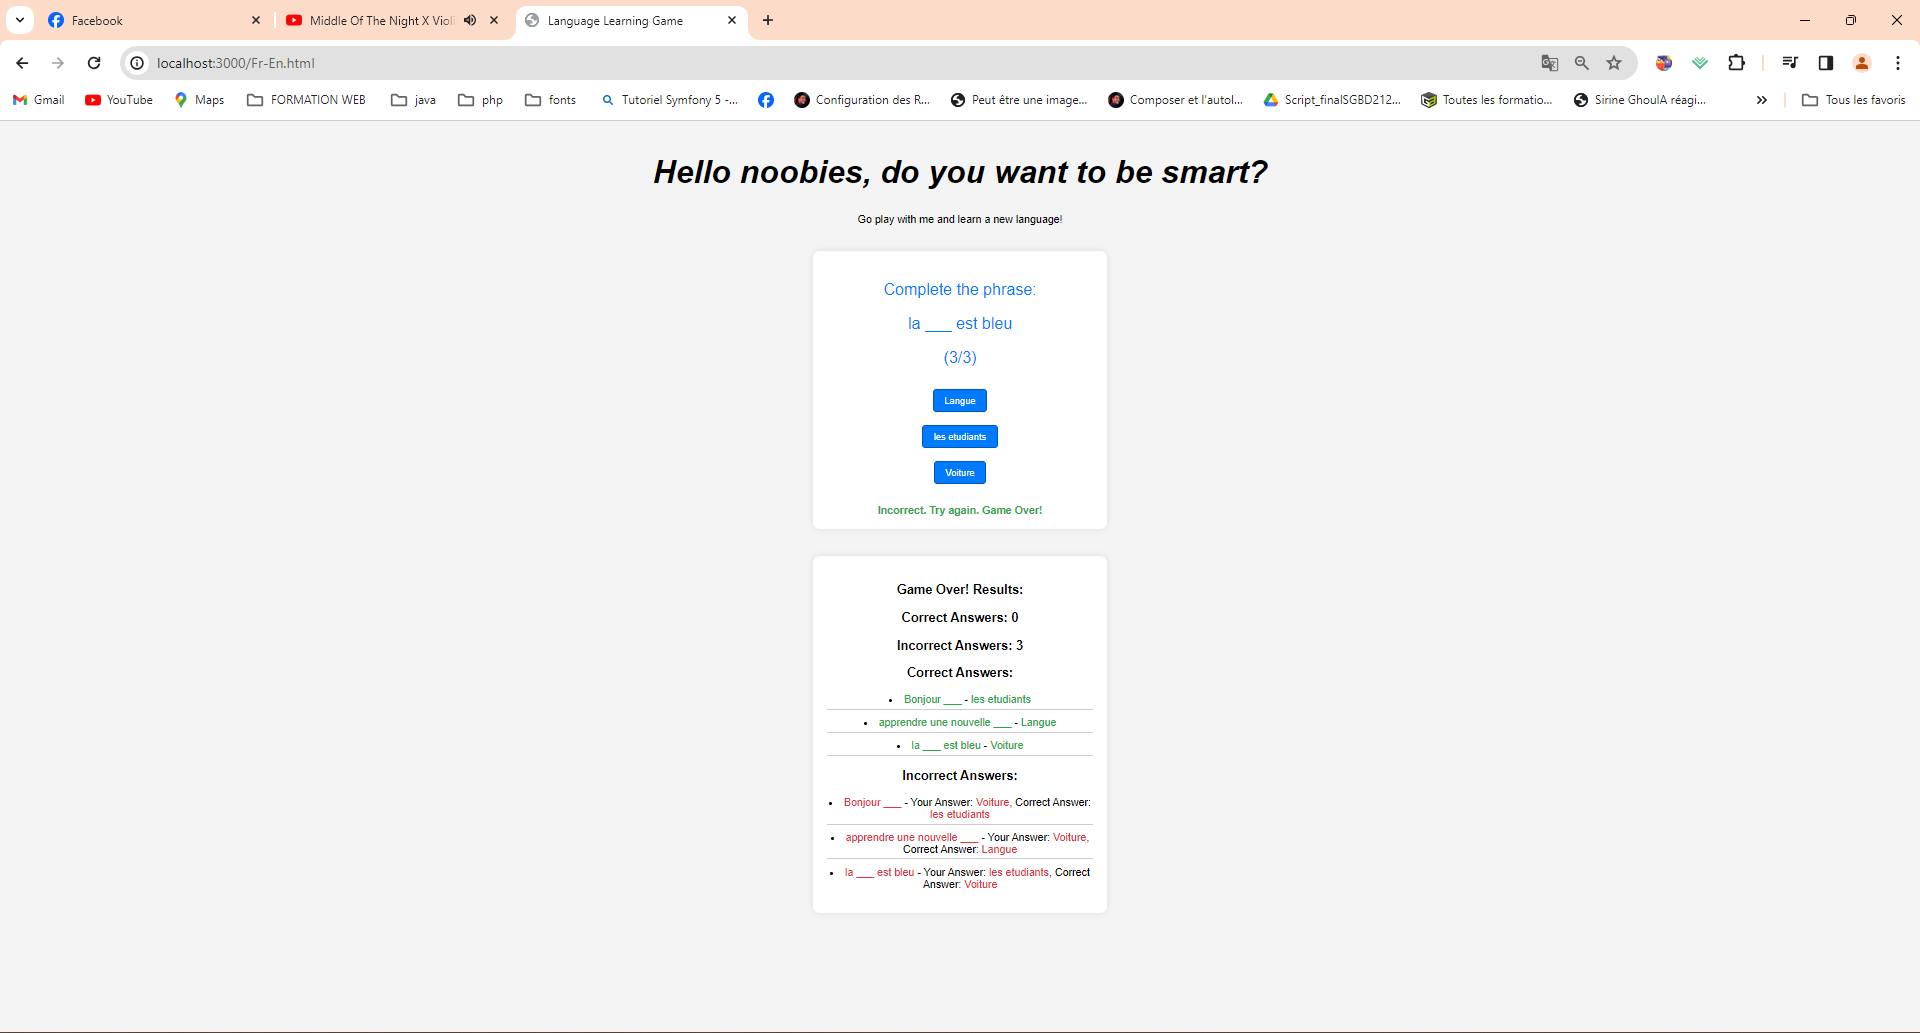 Facebook
Middle Of The Night X Violi
Language Learning Game
localhost:3000/Fr-En.html
Gmail
YouTube
Maps
FORMATION WEB
java
php
fonts
Tutoriel Symfony 5 -...
Configuration des R...
Peut être une image...
Composer et l'autol...
Script_finalSGBD212...
Toutes les formatio...
Sirine GhoulA réagi...
Tous les favoris
Hello noobies, do you want to be smart?
Go play with me and learn a new language!
Complete the phrase:
la ___ est bleu
(3/3)
Langue
les etudiants
Voiture
Incorrect. Try again. Game Over!
Game Over! Results:
Correct Answers: 0
Incorrect Answers: 3
Correct Answers:
• Bonjour ___ - les etudiants
• apprendre une nouvelle ___ - Langue
• la ___ est bleu - Voiture
Incorrect Answers:
• Bonjour ___ - Your Answer: Voiture, Correct Answer:
les etudiants
• apprendre une nouvelle ___ - Your Answer: Voiture,
Correct Answer: Langue
• la ___ est bleu - Your Answer: les etudiants, Correct
Answer: Voiture